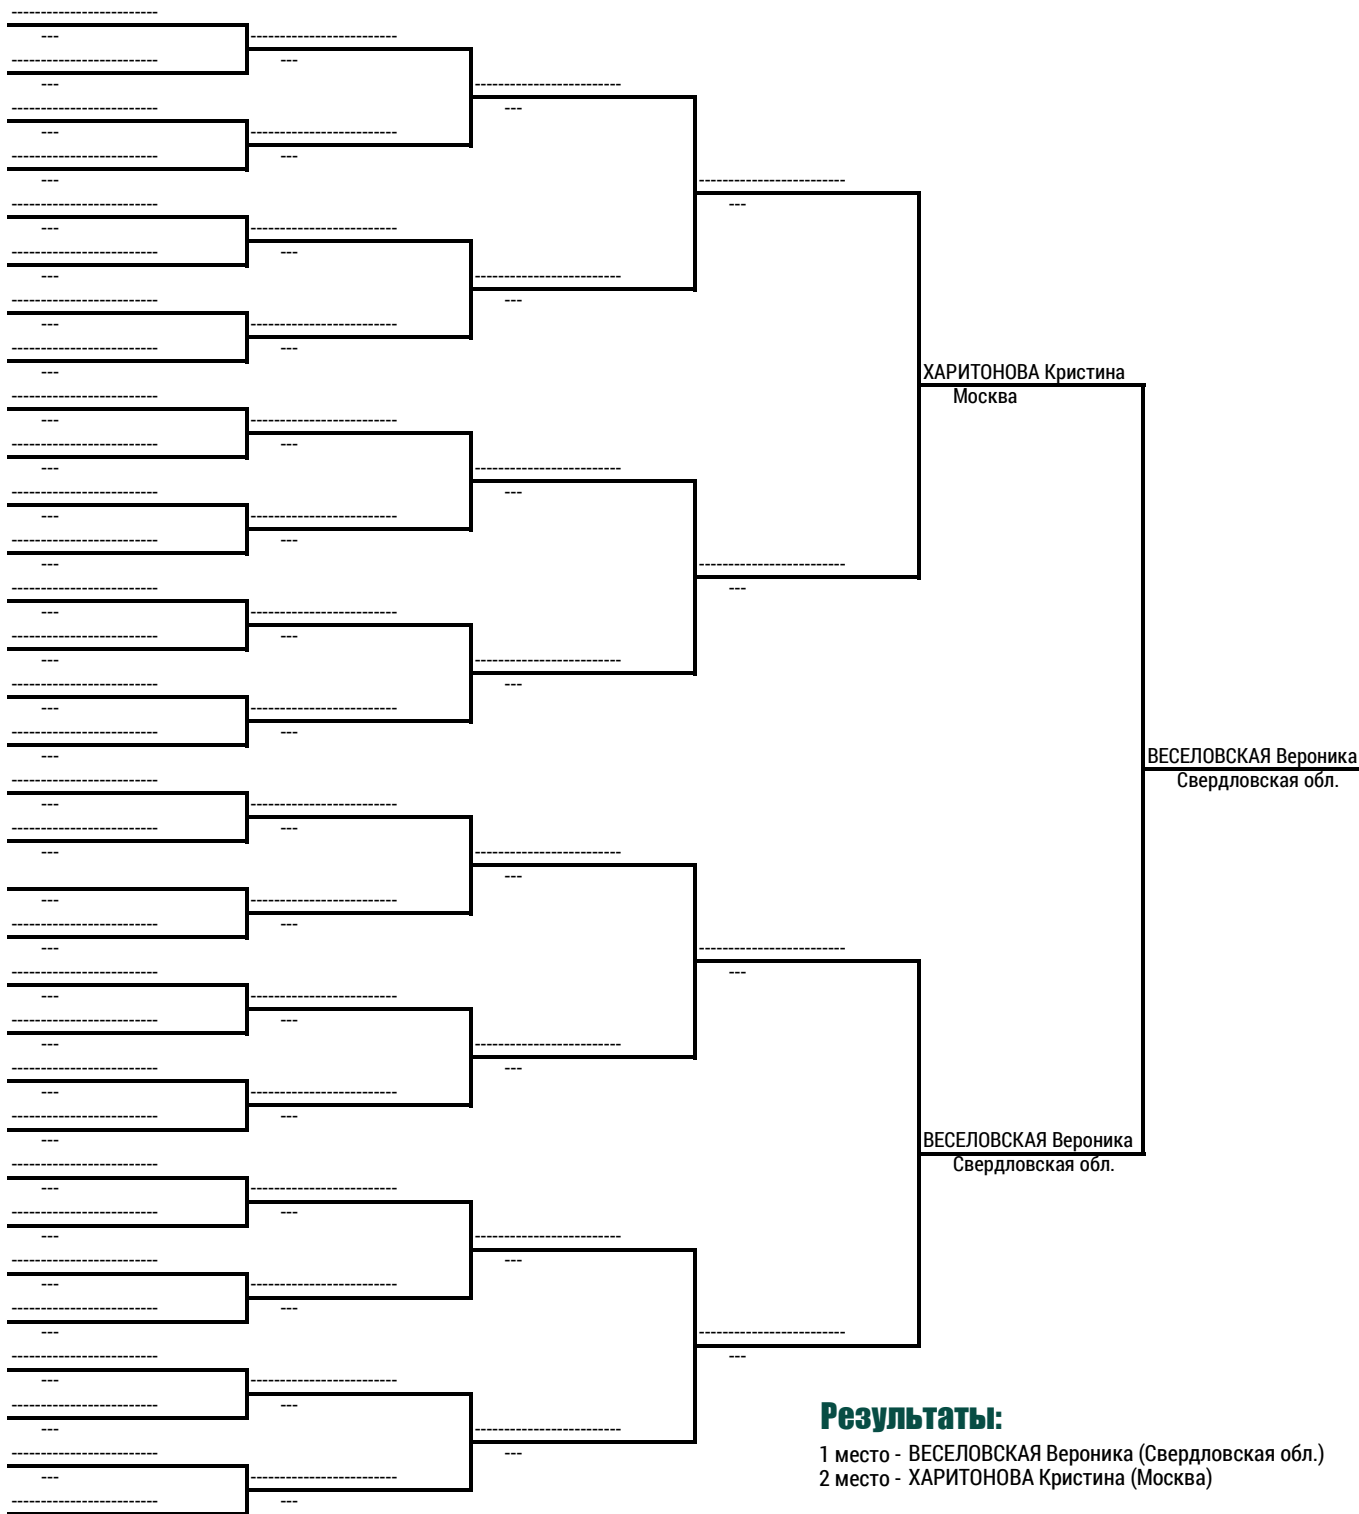 ХАРИТОНОВА Кристина
Москва
ВЕСЕЛОВСКАЯ Вероника
Свердловская обл.
ВЕСЕЛОВСКАЯ Вероника
Свердловская обл.
Результаты:
1 место - ВЕСЕЛОВСКАЯ Вероника (Свердловская обл.)
2 место - ХАРИТОНОВА Кристина (Москва)